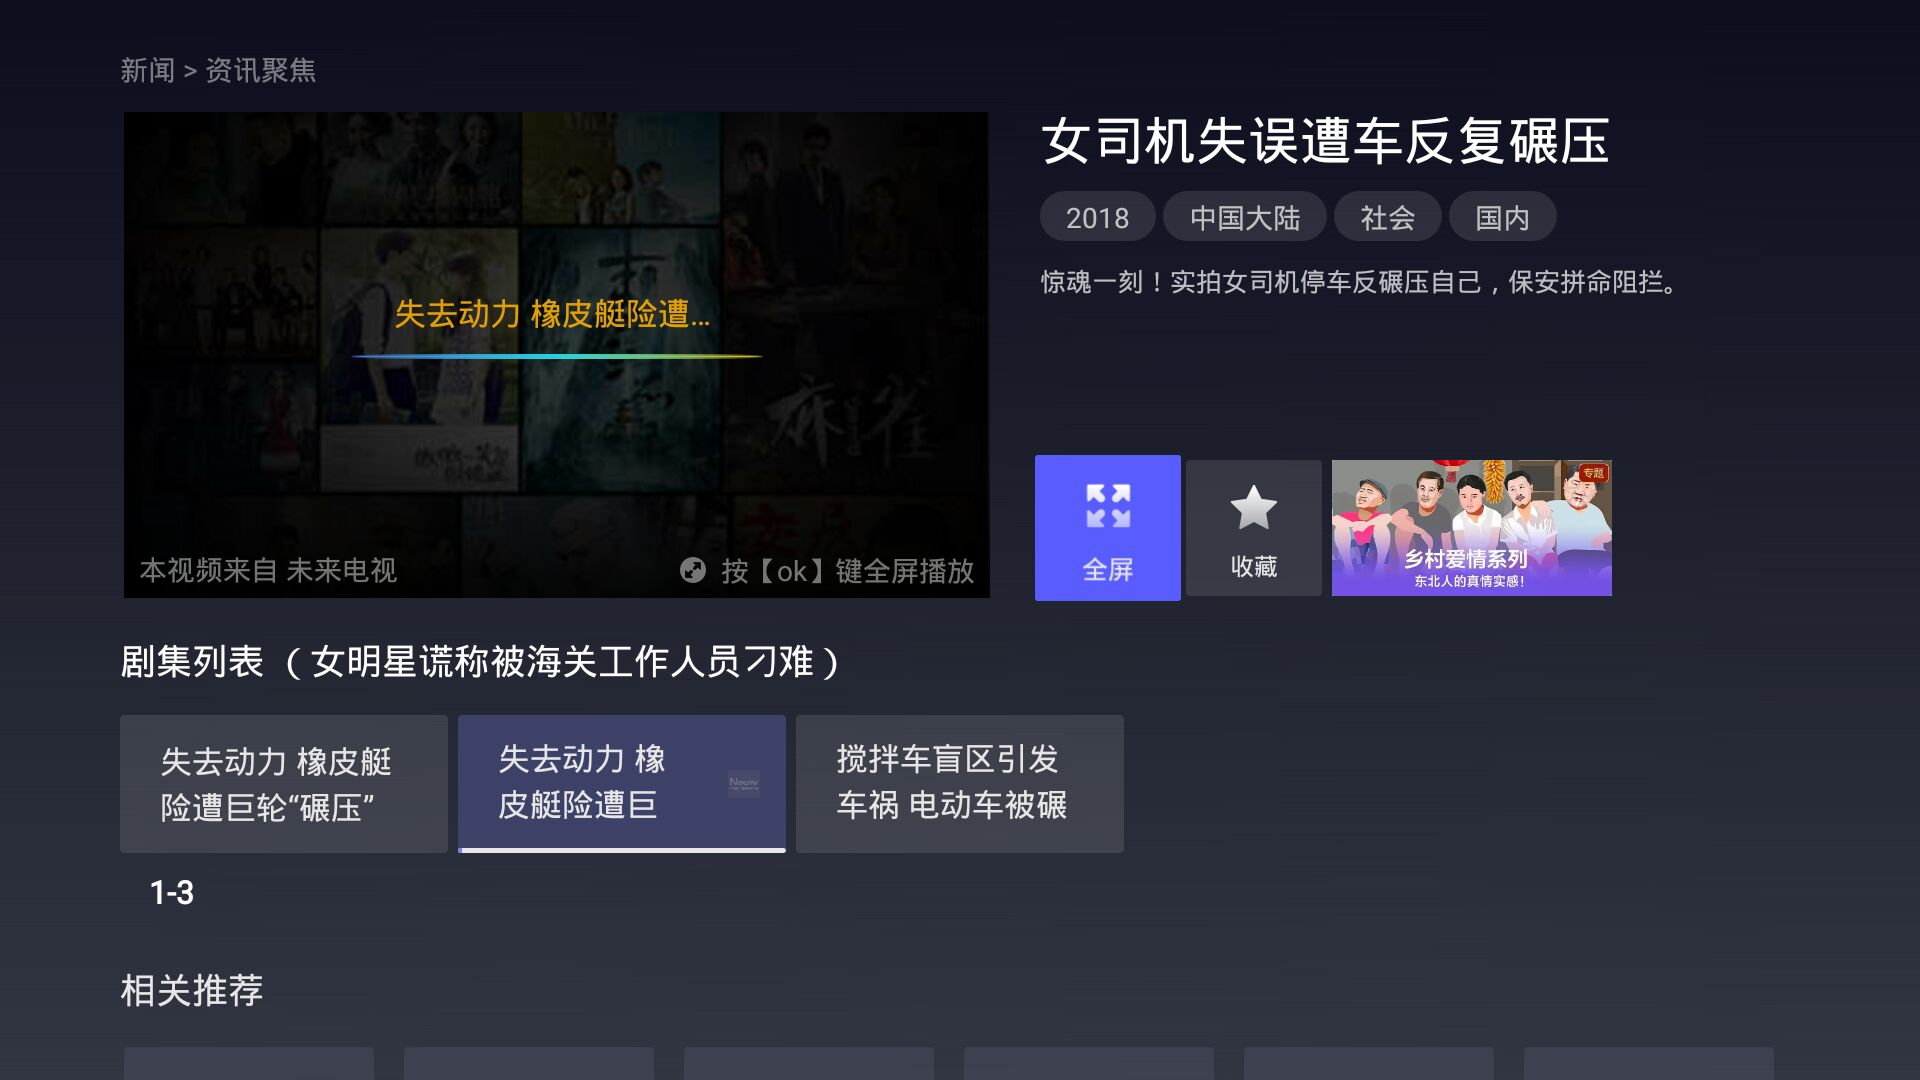 新闻 > 资讯聚焦
女司机失误遭车反复碾压
2018 中国大陆 社会 国内
惊魂一刻！实拍女司机停车反碾压自己，保安拼命阻拦。
失去动力 橡皮艇险遭...
麻雀
本视频来自 未来电视
按【ok】键全屏播放
全屏
收藏
专题
乡村爱情系列
东北人的真情实感！
剧集列表 （女明星谎称被海关工作人员刁难）
失去动力 橡皮艇
险遭巨轮“碾压”
失去动力 橡
皮艇险遭巨
Newtv
搅拌车盲区引发
车祸 电动车被碾
1-3
相关推荐